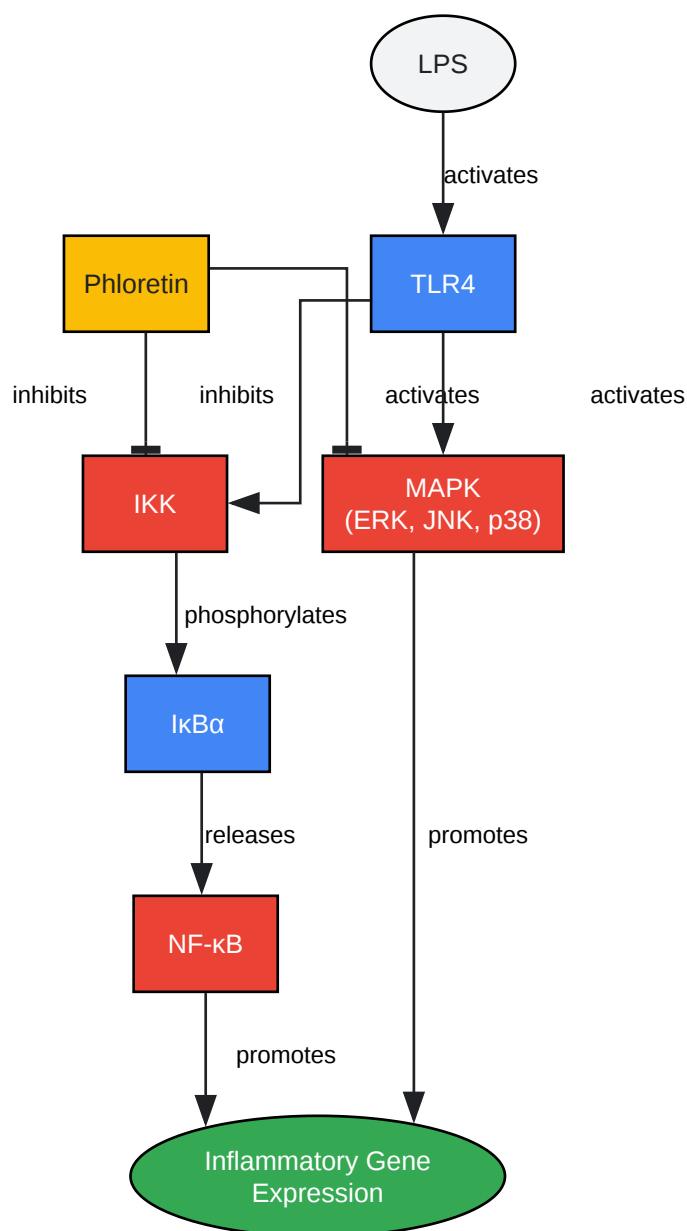 LPS
activates
Phloretin
TLR4
inhibits
inhibits
activates
activates
IKK
MAPK
(ERK, JNK, p38)
phosphorylates
IκBα
releases
NF-κB
promotes
promotes
Inflammatory Gene
Expression